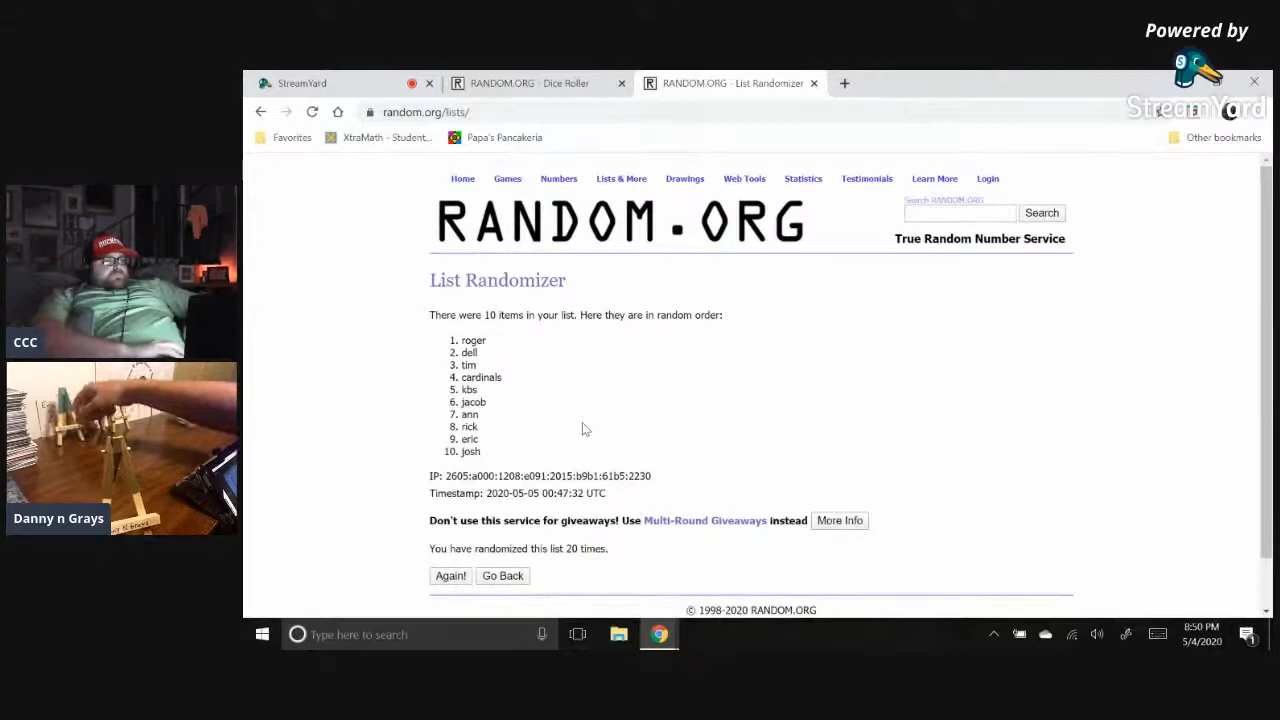 Powered by
StreamYard
StreamYard
RANDOM.ORG - Dice Roller
RANDOM.ORG - List Randomizer
random.org/lists/
Favorites
XtraMath - Student...
Papa's Pancakeria
Other bookmarks
Home Games Numbers Lists & More Drawings Web Tools Statistics Testimonials Learn More Login
RANDOM.ORG
Search RANDOM.ORG
Search
True Random Number Service
List Randomizer
There were 10 items in your list. Here they are in random order:
1. roger
2. dell
3. tim
4. cardinals
5. kbs
6. jacob
7. ann
8. rick
9. eric
10. josh
IP: 2605:a000:1208:e091:2015:b9b1:61b5:2230
Timestamp: 2020-05-05 00:47:32 UTC
Don't use this service for giveaways! Use Multi-Round Giveaways instead More Info
You have randomized this list 20 times.
Again! Go Back
© 1998-2020 RANDOM.ORG
CCC
Danny n Grays
Type here to search
8:50 PM
5/4/2020
1